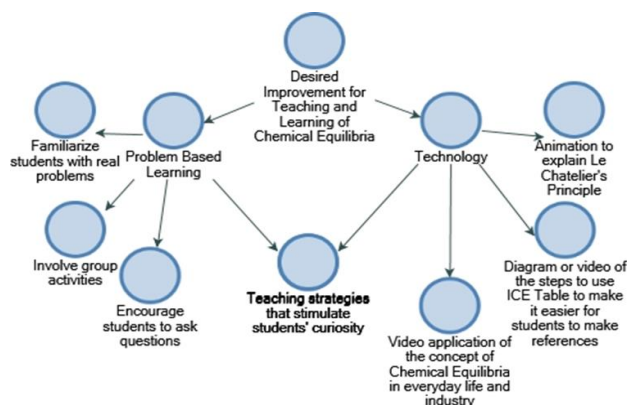 Desired
Improvement for
Teaching and
Learning of
Chemical Equilibria
Familiarize
students with real
problems
Problem Based
Learning
Technology
Animation to
explain Le
Chatelier's
Principle
Involve group
activities
Encourage
students to ask
questions
Teaching strategies
that stimulate
students' curiosity
Video application of
the concept of
Chemical Equilibria
in everyday life and
industry
Diagram or video of
the steps to use
ICE Table to make
it easier for
students to make
references